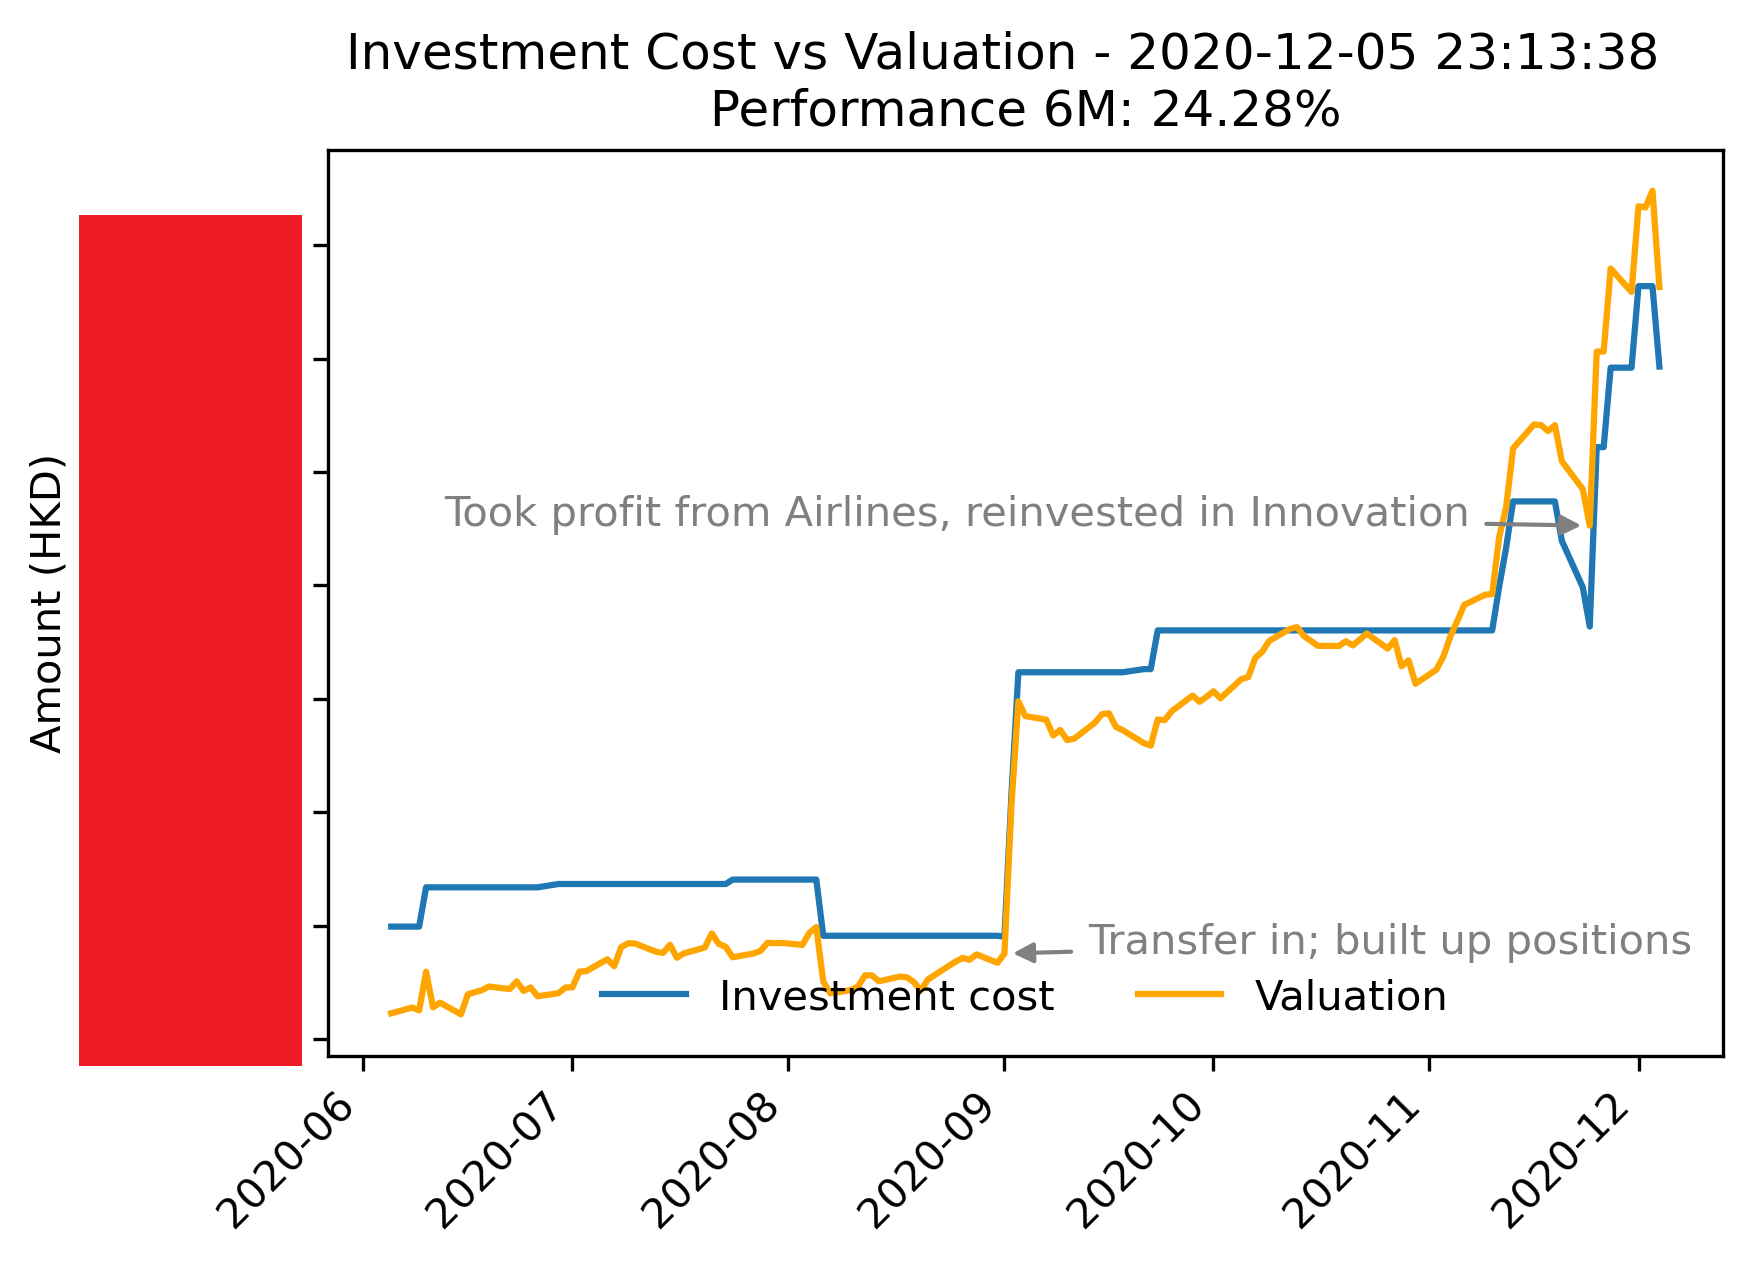 Investment Cost vs Valuation - 2020-12-05 23:13:38
Performance 6M: 24.28%
Amount (HKD)
Took profit from Airlines, reinvested in Innovation
Transfer in; built up positions
Investment cost
Valuation
2020-06
2020-07
2020-08
2020-09
2020-10
2020-11
2020-12